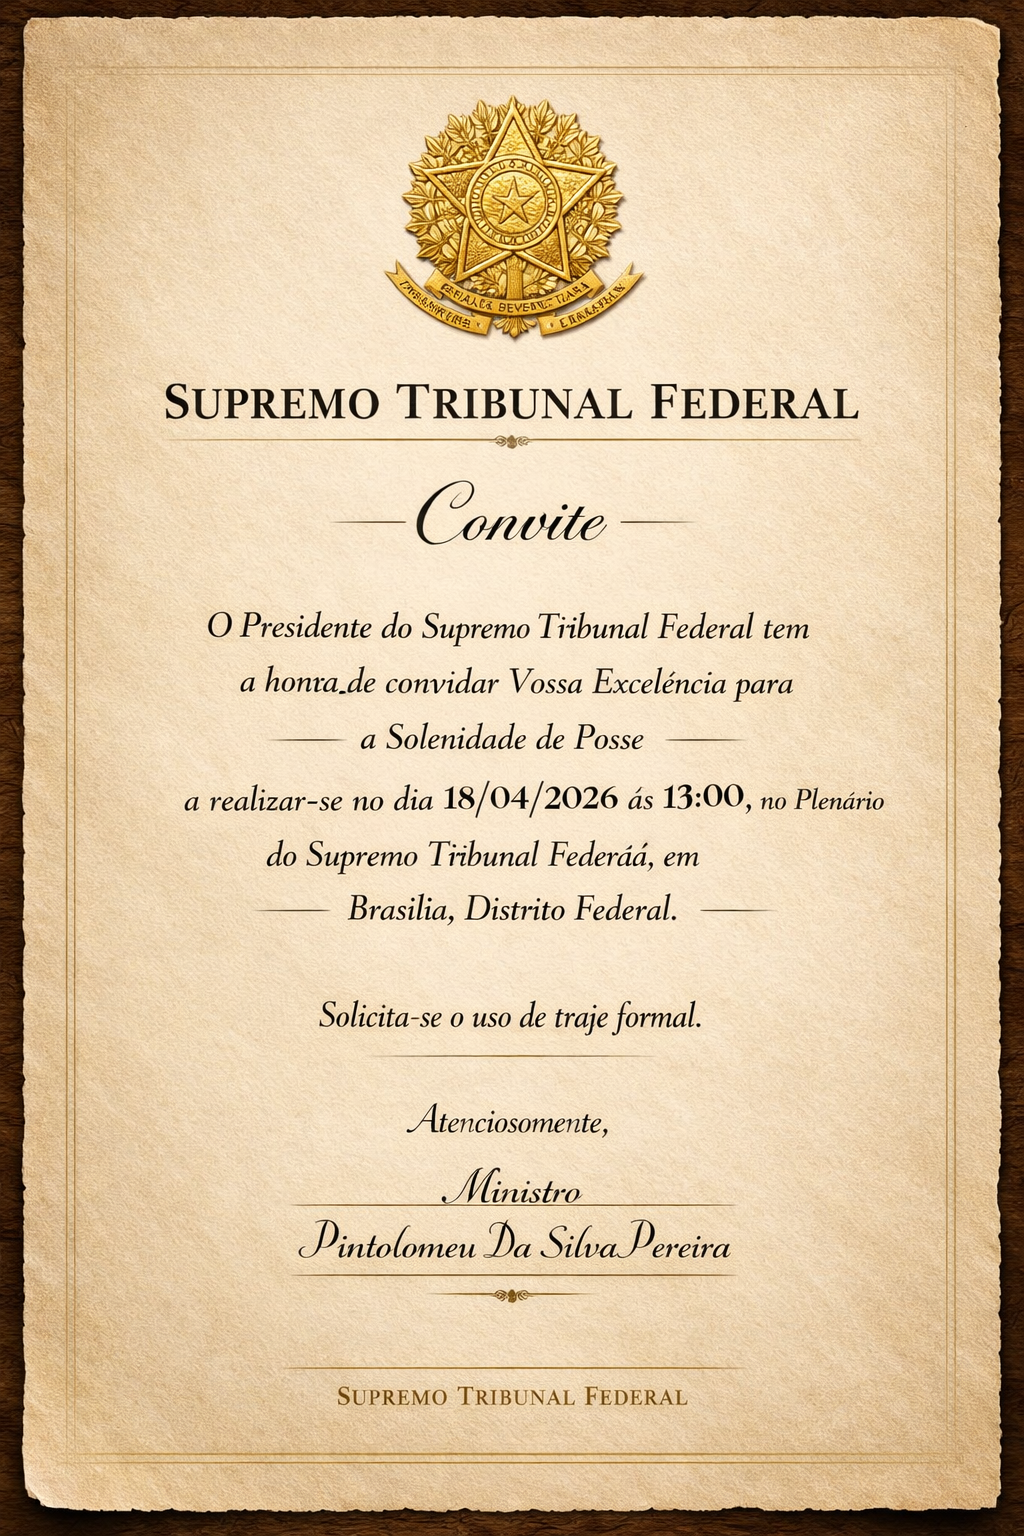 SUPREMO TRIBUNAL FEDERAL
Convite
O Presidente do Supremo Tribunal Federal tem
a honra de convidar Vossa Exceléncia para
a Solenidade de Posse
a realizar-se no dia 18/04/2026 ás 13:00, no Plenário
do Supremo Tribunal Federáá, em
Brasilia, Distrito Federal.
Solicita-se o uso de traje formal.
Atenciosomente,
Ministro
Pintolomeu Da Silva Pereira
SUPREMO TRIBUNAL FEDERAL